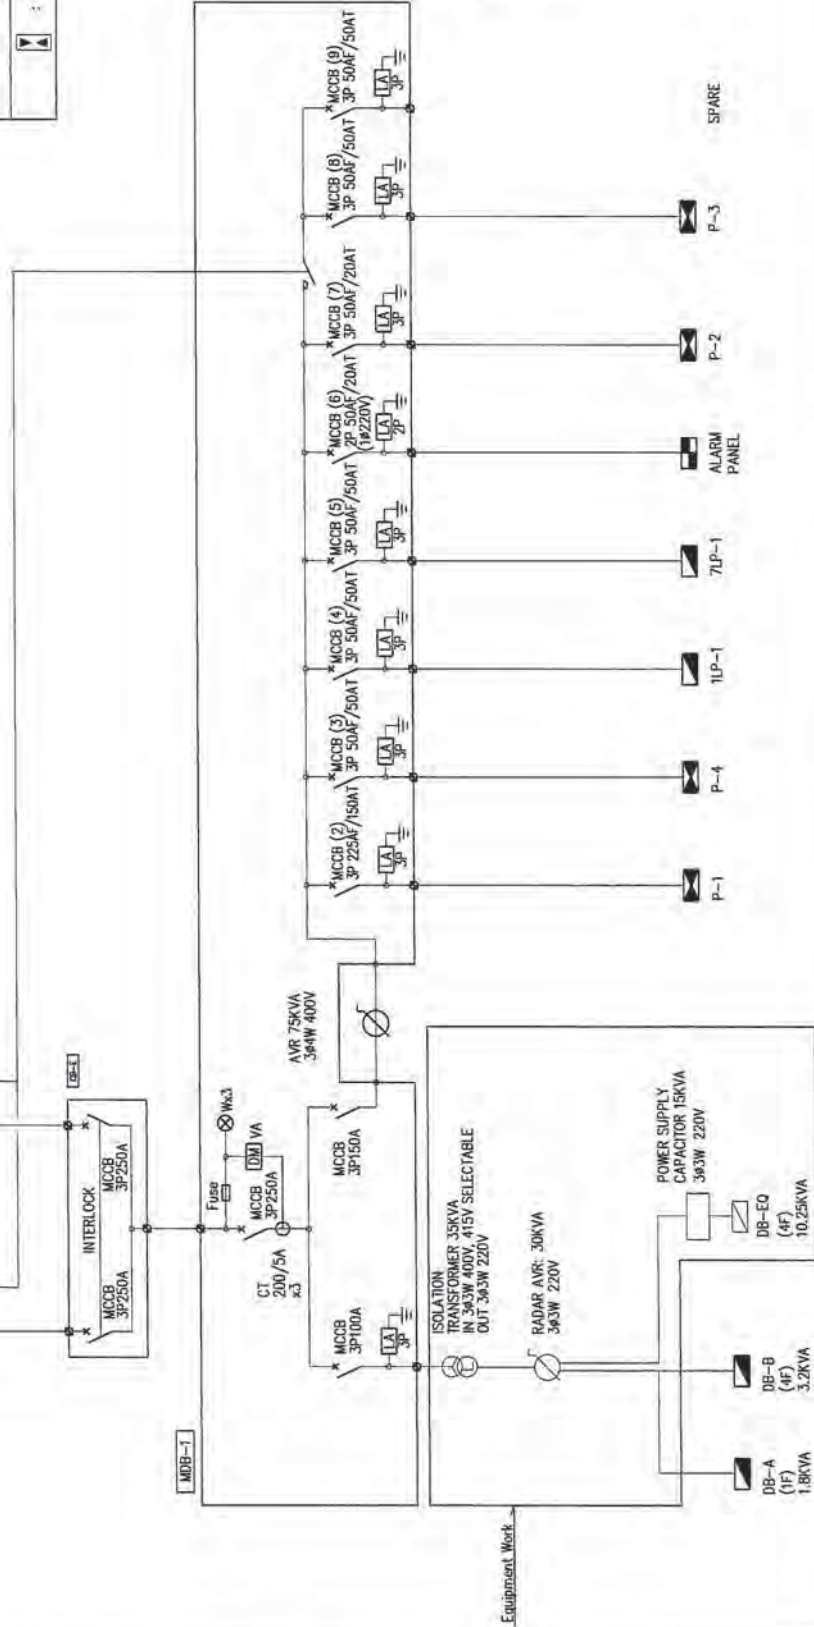 INTERLOCK
MCCB
3P250A
MCCB
3P250A
MDB-1
Fuse
Wx3
DM
VA
MCCB
3P250A
CT
200/5A
x3
MCCB
3P100A
LA
3P
MCCB
3P150A
AVR 75KVA
3ø4W 400V
MCCB (2)
3P 225AF/150AT
LA
3P
MCCB (3)
3P 50AF/50AT
LA
3P
MCCB (4)
3P 50AF/50AT
LA
3P
MCCB (5)
3P 50AF/50AT
LA
3P
MCCB (6)
2P 50AF/20AT
(1ø220V)
LA
2P
MCCB (7)
3P 50AF/20AT
LA
3P
MCCB (8)
3P 50AF/50AT
LA
3P
MCCB (9)
3P 50AF/50AT
LA
3P
P-1
P-4
1LP-1
7LP-1
ALARM
PANEL
P-2
P-3
SPARE
Equipment Work
ISOLATION
TRANSFORMER 35KVA
IN 3ø3W 400V, 415V SELECTABLE
OUT 3ø3W 220V
RADAR AVR: 30KVA
3ø3W 220V
POWER SUPPLY
CAPACITOR 15KVA
3ø3W 220V
DB-A
(1F)
1.8KVA
DB-B
(4F)
3.2KVA
DB-EQ
(4F)
10.25KVA